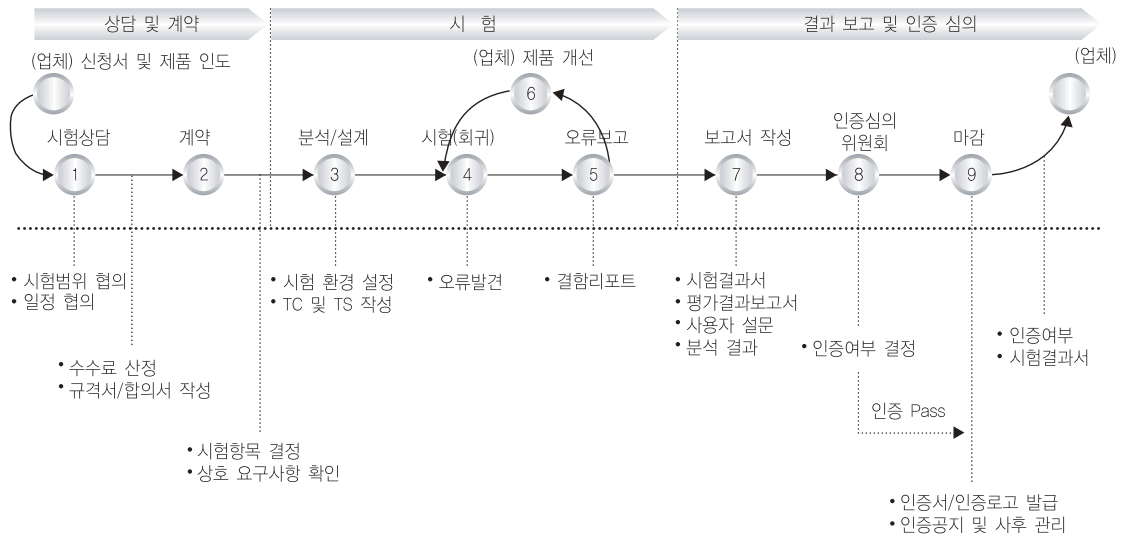 상담 및 계약
시 험
결과 보고 및 인증 심의
(업체) 신청서 및 제품 인도
(업체) 제품 개선
(업체)
6
시험상담
계약
분석/설계
시험(회귀)
오류보고
보고서 작성
인증심의
위원회
마감
1
2
3
4
5
7
8
9
• 시험범위 협의
• 일정 협의
• 시험 환경 설정
• TC 및 TS 작성
• 오류발견
• 결함리포트
• 시험결과서
• 평가결과보고서
• 사용자 설문
• 분석 결과
• 인증여부 결정
• 인증여부
• 시험결과서
• 수수료 산정
• 규격서/합의서 작성
인증 Pass
• 시험항목 결정
• 상호 요구사항 확인
• 인증서/인증로고 발급
• 인증공지 및 사후 관리